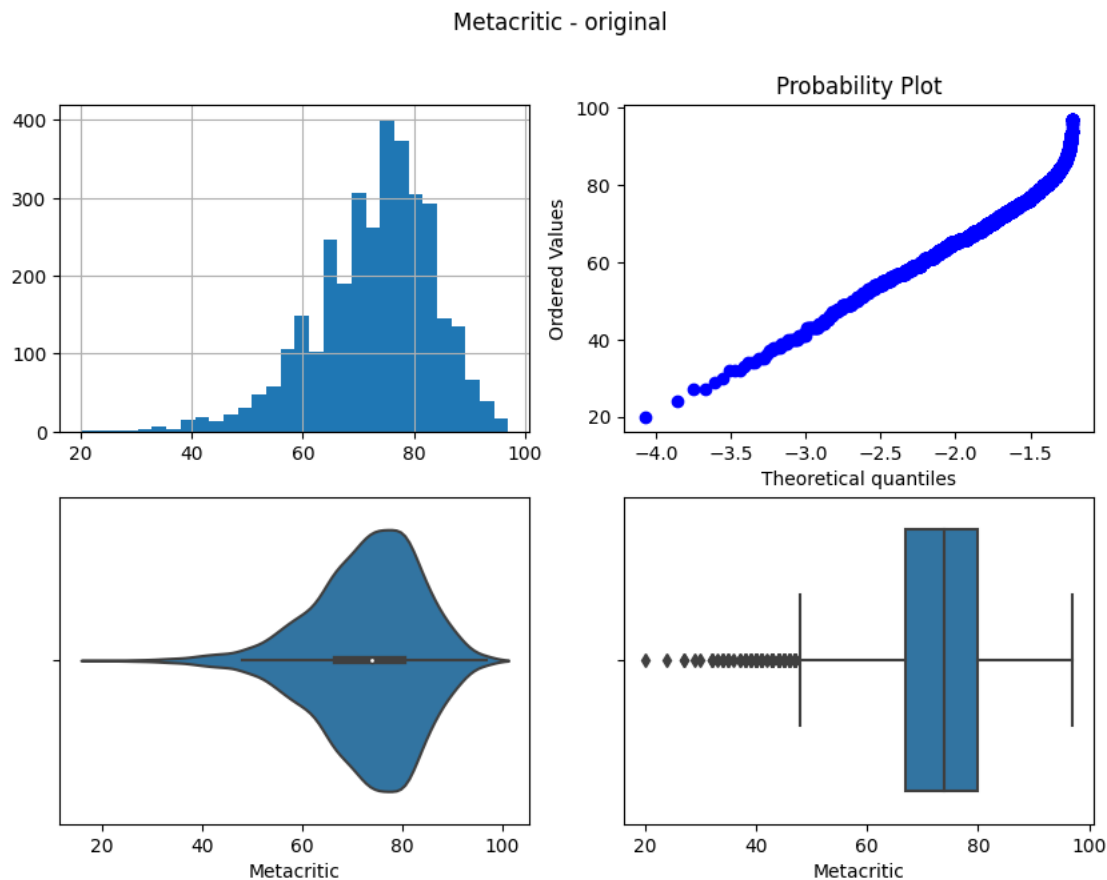 Metacritic - original
Probability Plot
400
300
200
100
0
20 40 60 80 100
Ordered Values
100
80
60
40
20
−4.0 −3.5 −3.0 −2.5 −2.0 −1.5
Theoretical quantiles
20 40 60 80 100
Metacritic
20 40 60 80 100
Metacritic